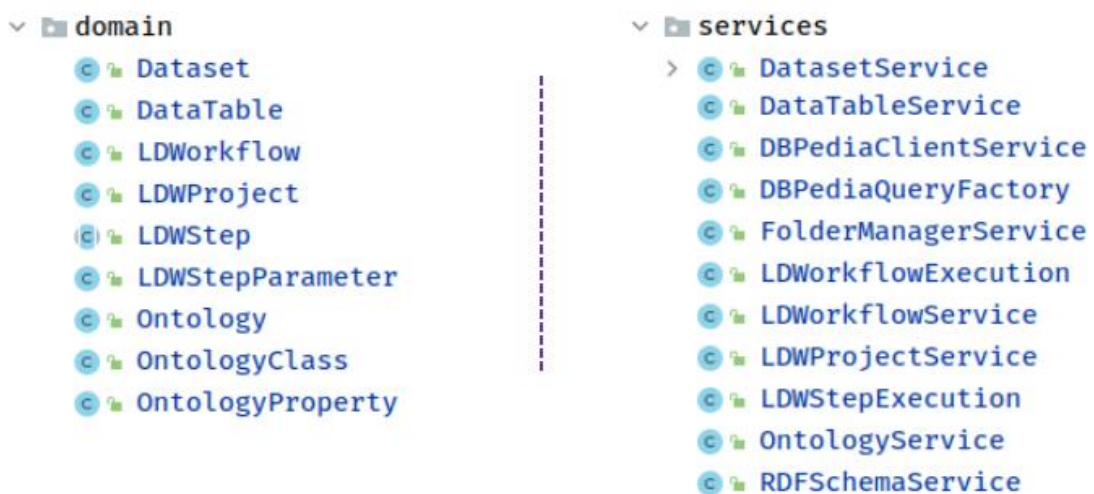 domain
Dataset
DataTable
LDWorkflow
LDWProject
LDWStep
LDWStepParameter
Ontology
OntologyClass
OntologyProperty
services
DatasetService
DataTableService
DBPediaClientService
DBPediaQueryFactory
FolderManagerService
LDWorkflowExecution
LDWorkflowService
LDWProjectService
LDWStepExecution
OntologyService
RDFSchemaService